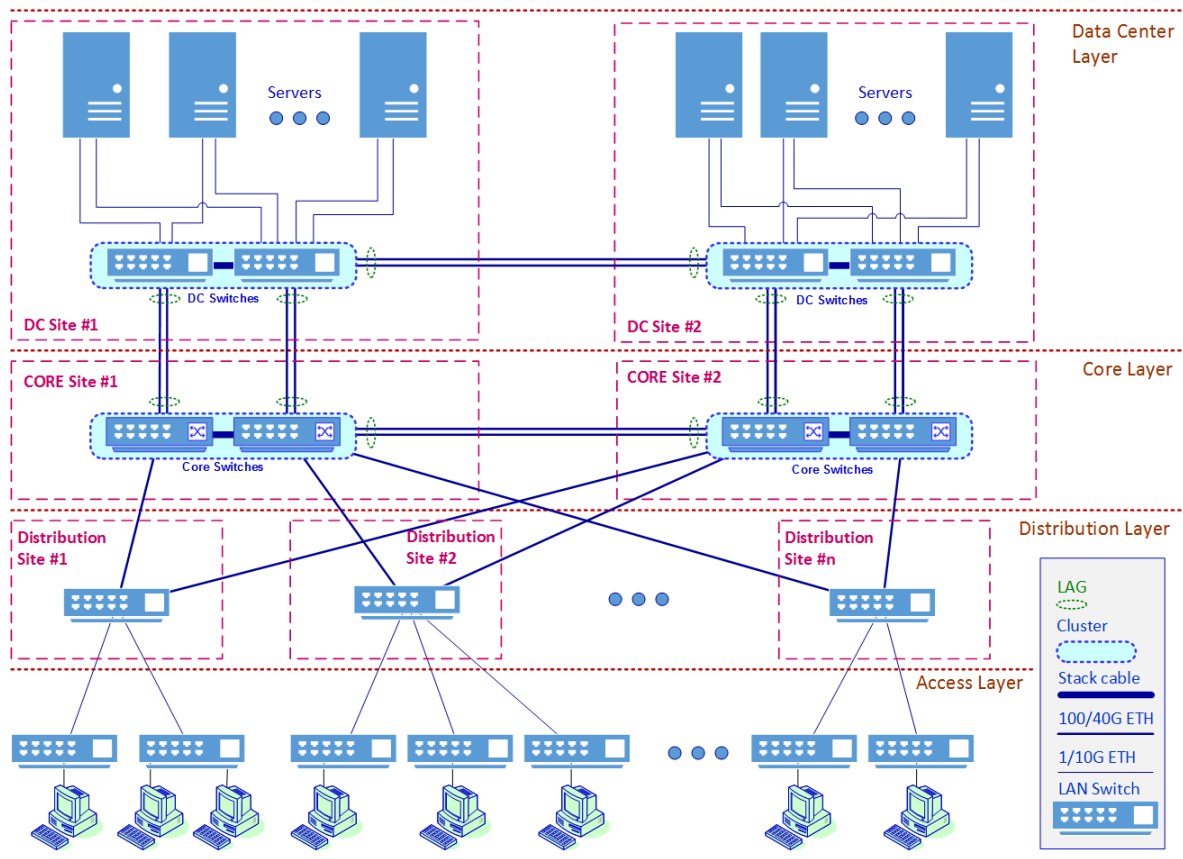 Data Center
Layer
Servers
Servers
DC Switches
DC Switches
DC Site #1
DC Site #2
Core Layer
CORE Site #1
CORE Site #2
Core Switches
Core Switches
Distribution Layer
Distribution
Site #1
Distribution
Site #2
Distribution
Site #n
Access Layer
LAG
Cluster
Stack cable
100/40G ETH
1/10G ETH
LAN Switch